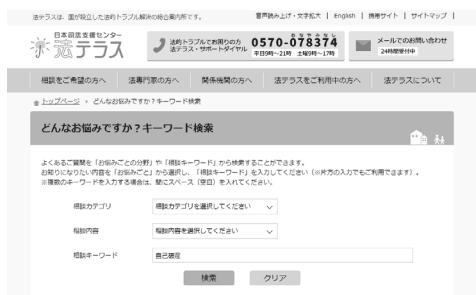 法テラスは、国が設立した法的トラブル解決の総合案内所です。
音声読み上げ・文字拡大 | English | 携帯サイト | サイトマップ
日本司法支援センター
法テラス
法的トラブルでお困りの方
法テラス・サポートダイヤル
おなやみなし
0570-078374
平日9時~21時 土曜9時~17時
メールでのお問い合わせ
24時間受付中
相談をご希望の方へ 法専門家の方へ 関係機関の方へ 法テラスをご利用中の方へ 法テラスについて
トップページ > どんなお悩みですか?キーワード検索
どんなお悩みですか?キーワード検索
よくあるご質問を「お悩みごとの分野」や「相談キーワード」から検索することができます。
お知りになりたい内容を「お悩みごと」から選択し、「相談キーワード」を入力してください(※片方の入力でもご利用できます)。
※複数のキーワードを入力する場合は、間にスペース(空白)を入れてください。
相談カテゴリ 相談カテゴリを選択してください
相談内容 相談内容を選択してください
相談キーワード 自己破産
検索 クリア